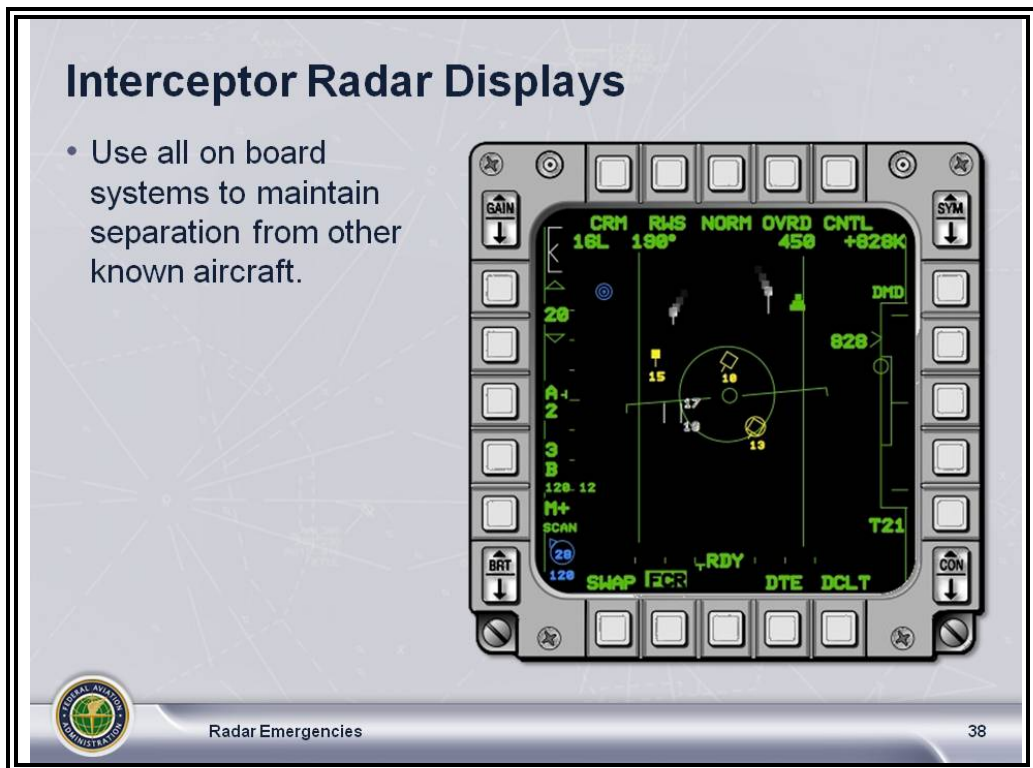 Interceptor Radar Displays
• Use all on board
systems to maintain
separation from other
known aircraft.
GAIN
SYM
CRM RWS NORM OVRD CNTL
16L 190° 450 +828K
DMD
20
828
15
10
A
2
17
19
13
3
B
120 12
M+
SCAN
T21
28
120
RDY
BRT
CON
SWAP FCR DTE DCLT
FEDERAL AVIATION
ADMINISTRATION
Radar Emergencies
38